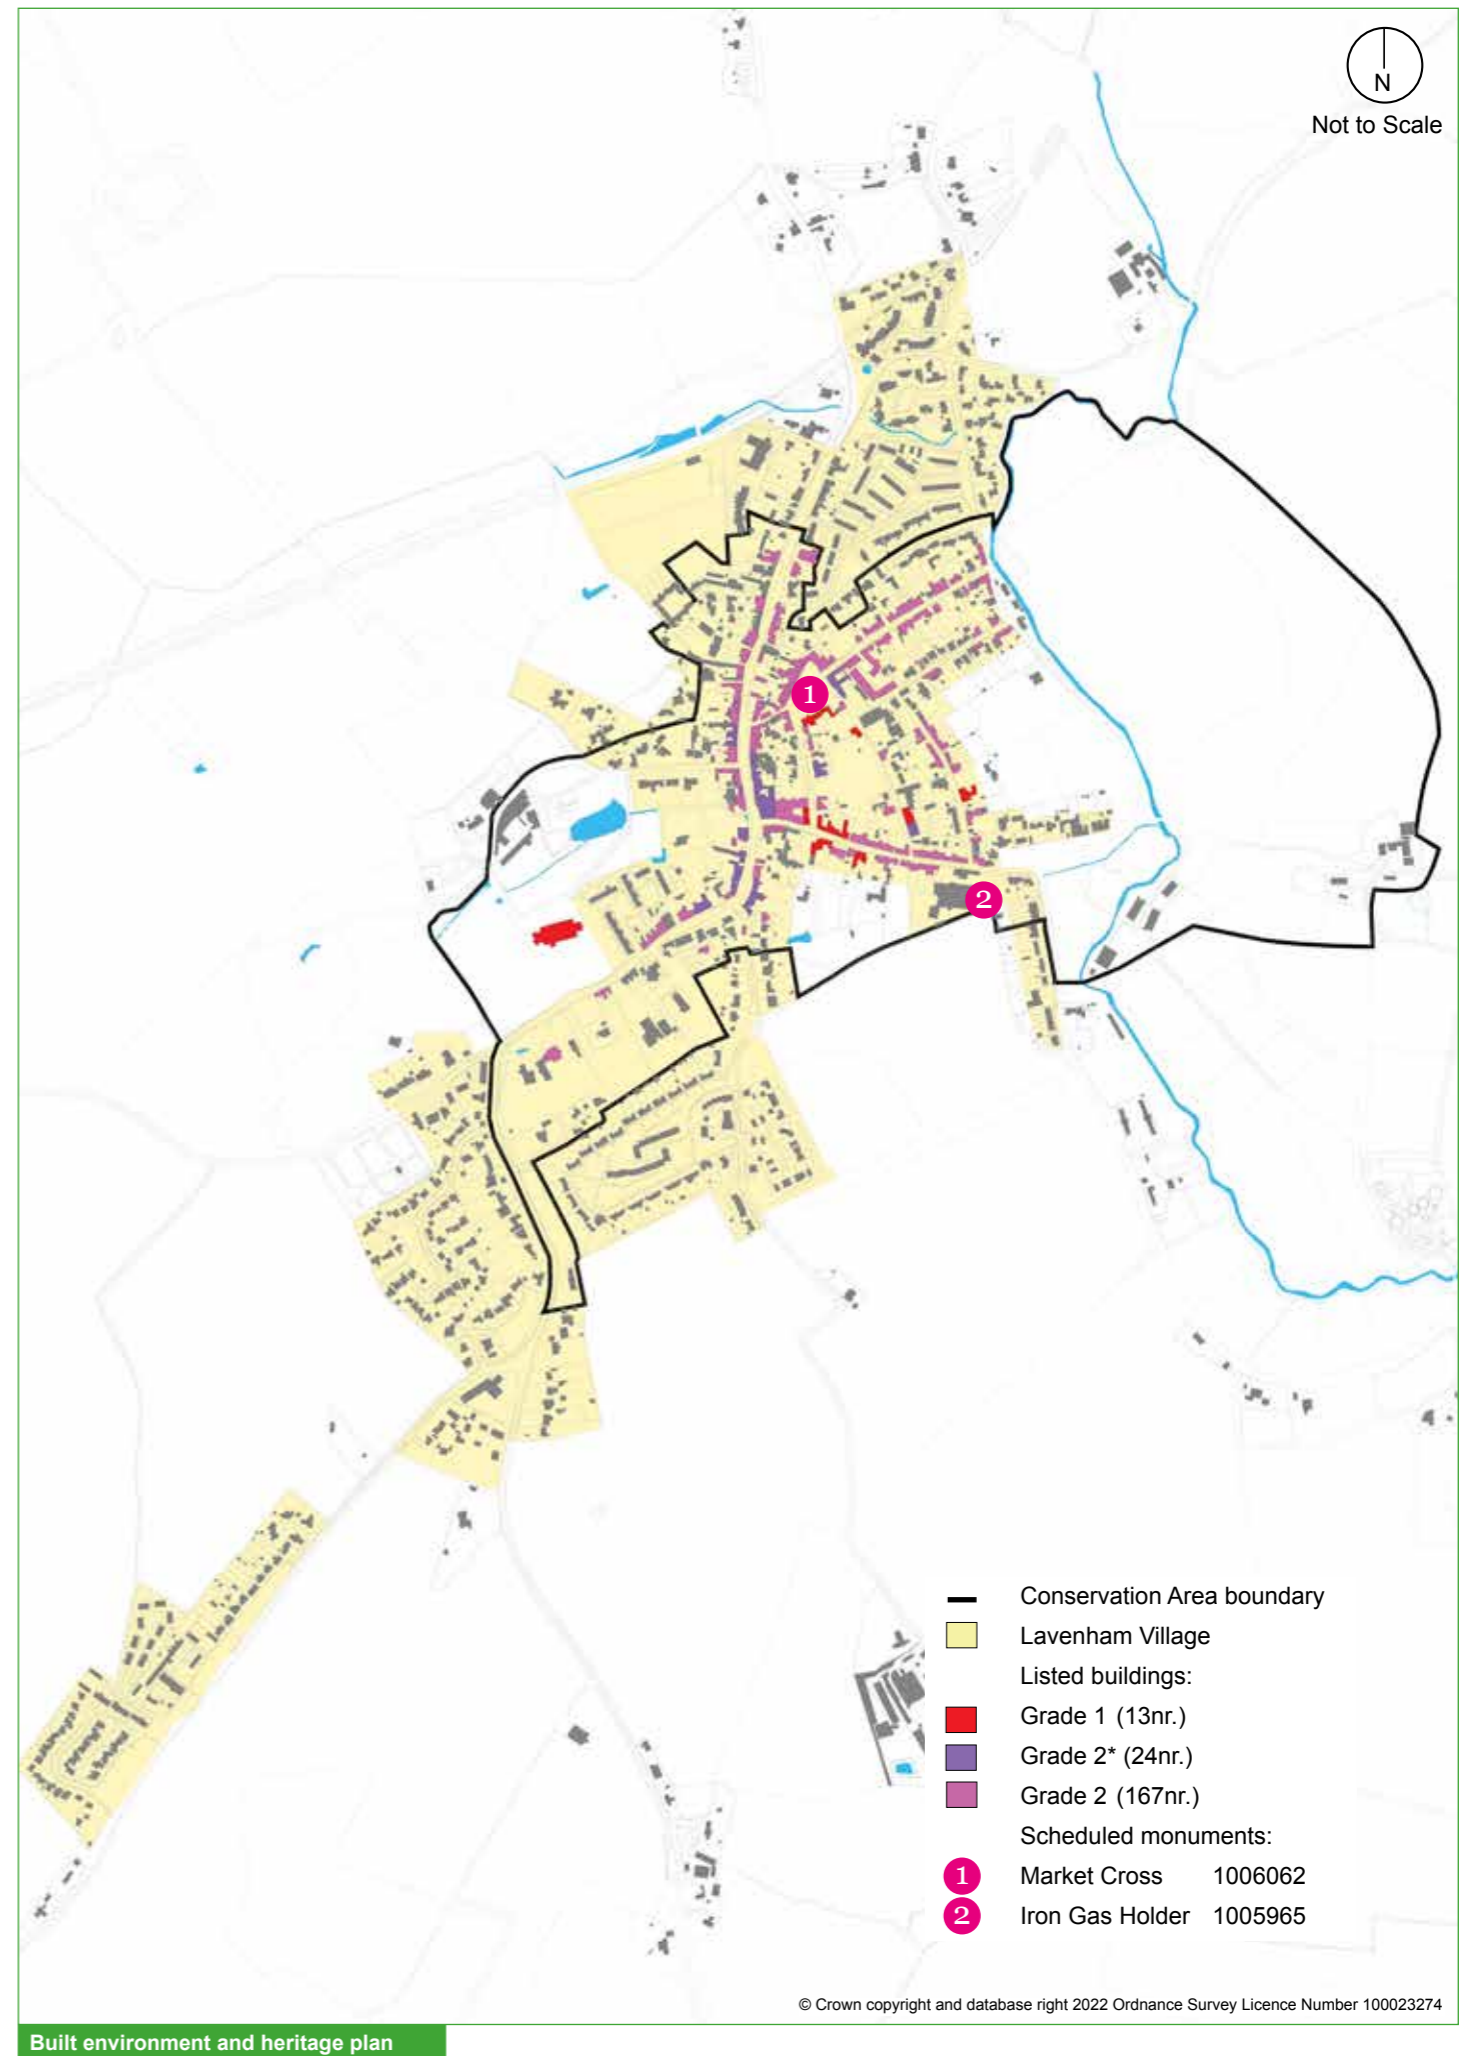 N
Not to Scale
1
2
Conservation Area boundary
Lavenham Village
Listed buildings:
Grade 1 (13nr.)
Grade 2* (24nr.)
Grade 2 (167nr.)
Scheduled monuments:
1 Market Cross 1006062
2 Iron Gas Holder 1005965
© Crown copyright and database right 2022 Ordnance Survey Licence Number 100023274
Built environment and heritage plan